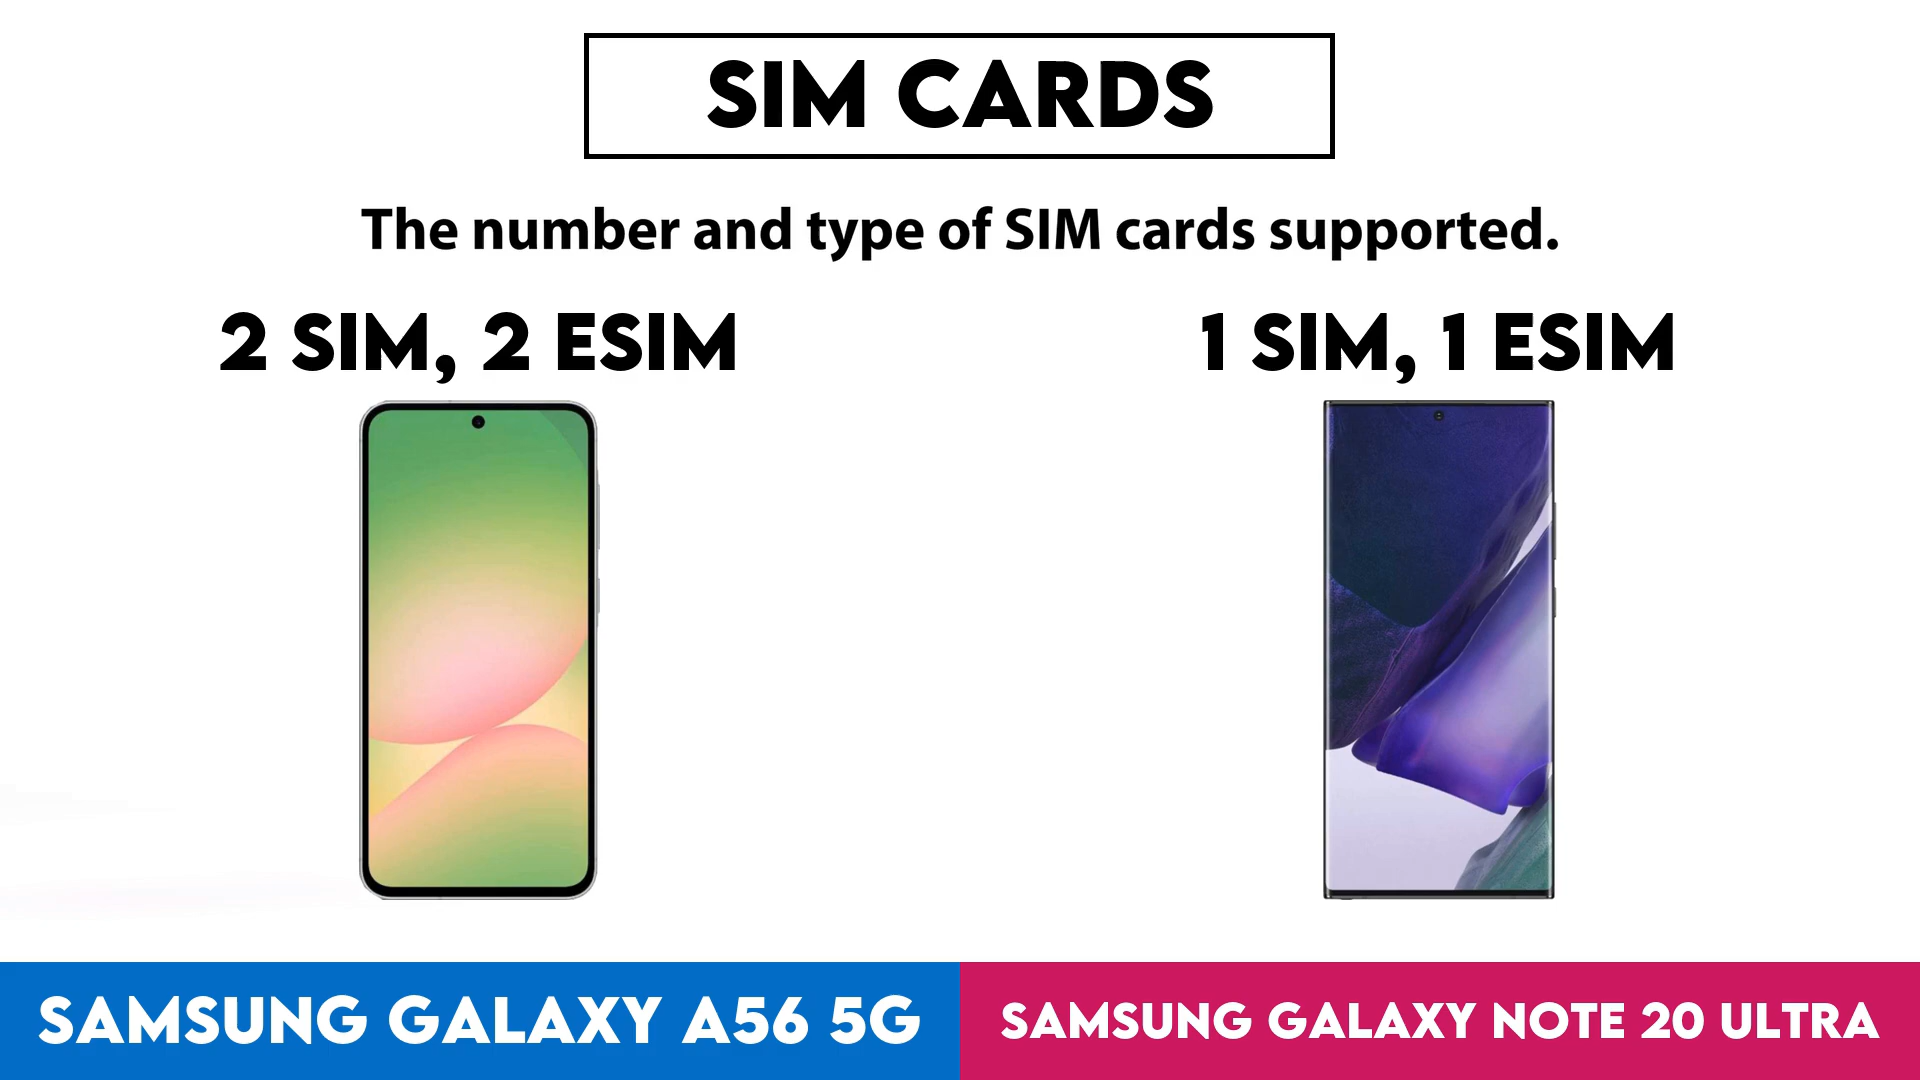 SIM CARDS
The number and type of SIM cards supported.
2 SIM, 2 ESIM
1 SIM, 1 ESIM
SAMSUNG GALAXY A56 5G
SAMSUNG GALAXY NOTE 20 ULTRA